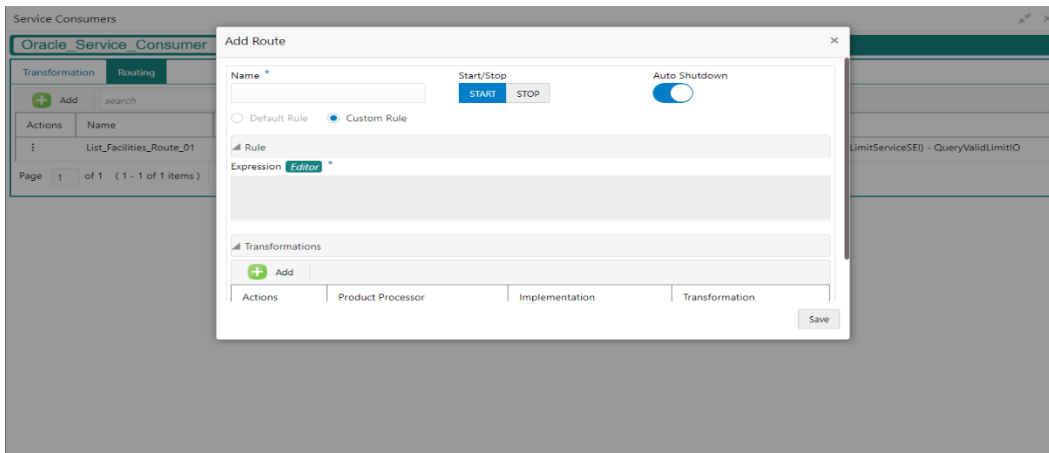 Service Consumers
Oracle_Service_Consumer
Transformation Routing
Add search
Actions Name
List_Facilities_Route_01
LimitServiceSEI) - QueryValidLimitIO
Page 1 of 1 ( 1 - 1 of 1 items )
Add Route
Name * Start/Stop Auto Shutdown
START STOP
Default Rule Custom Rule
Rule
Expression Editor *
Transformations
Add
Actions Product Processor Implementation Transformation
Save